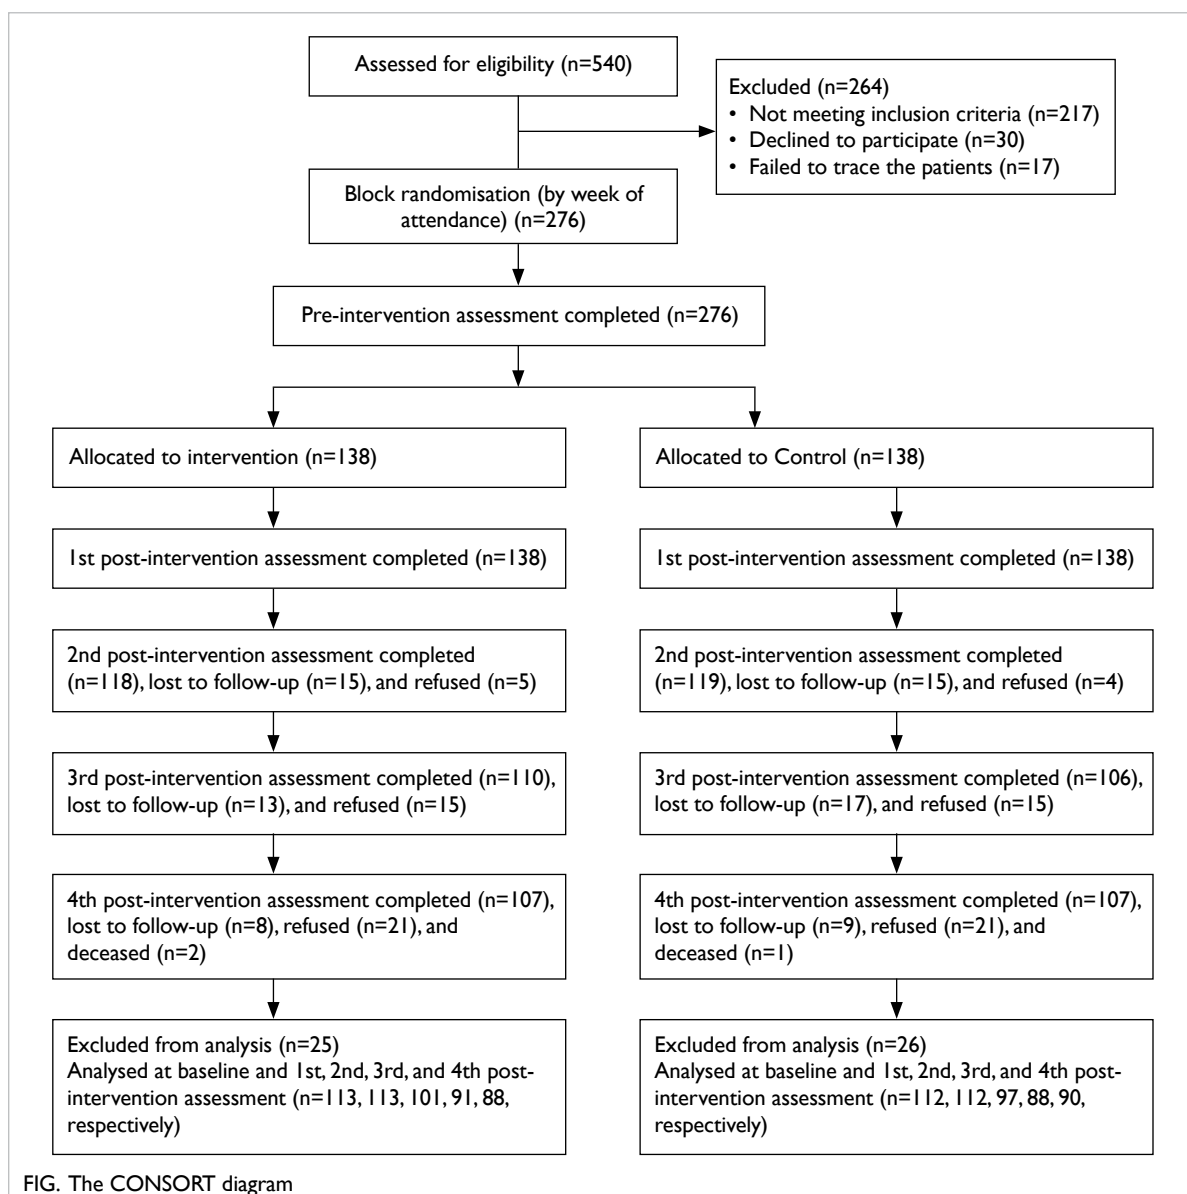 Assessed for eligibility (n=540)
Excluded (n=264)
• Not meeting inclusion criteria (n=217)
• Declined to participate (n=30)
• Failed to trace the patients (n=17)
Block randomisation (by week of
attendance) (n=276)
Pre-intervention assessment completed (n=276)
Allocated to intervention (n=138)
1st post-intervention assessment completed (n=138)
2nd post-intervention assessment completed
(n=118), lost to follow-up (n=15), and refused (n=5)
3rd post-intervention assessment completed (n=110),
lost to follow-up (n=13), and refused (n=15)
4th post-intervention assessment completed (n=107),
lost to follow-up (n=8), refused (n=21), and
deceased (n=2)
Excluded from analysis (n=25)
Analysed at baseline and 1st, 2nd, 3rd, and 4th post-
intervention assessment (n=113, 113, 101, 91, 88,
respectively)
Allocated to Control (n=138)
1st post-intervention assessment completed (n=138)
2nd post-intervention assessment completed
(n=119), lost to follow-up (n=15), and refused (n=4)
3rd post-intervention assessment completed (n=106),
lost to follow-up (n=17), and refused (n=15)
4th post-intervention assessment completed (n=107),
lost to follow-up (n=9), refused (n=21), and
deceased (n=1)
Excluded from analysis (n=26)
Analysed at baseline and 1st, 2nd, 3rd, and 4th post-
intervention assessment (n=112, 112, 97, 88, 90,
respectively)
FIG. The CONSORT diagram